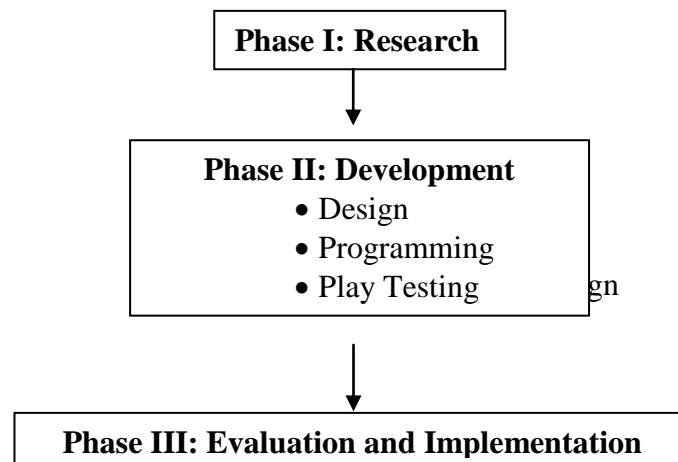 Phase I: Research
Phase II: Development
• Design
• Programming
• Play Testing
gn
Phase III: Evaluation and Implementation